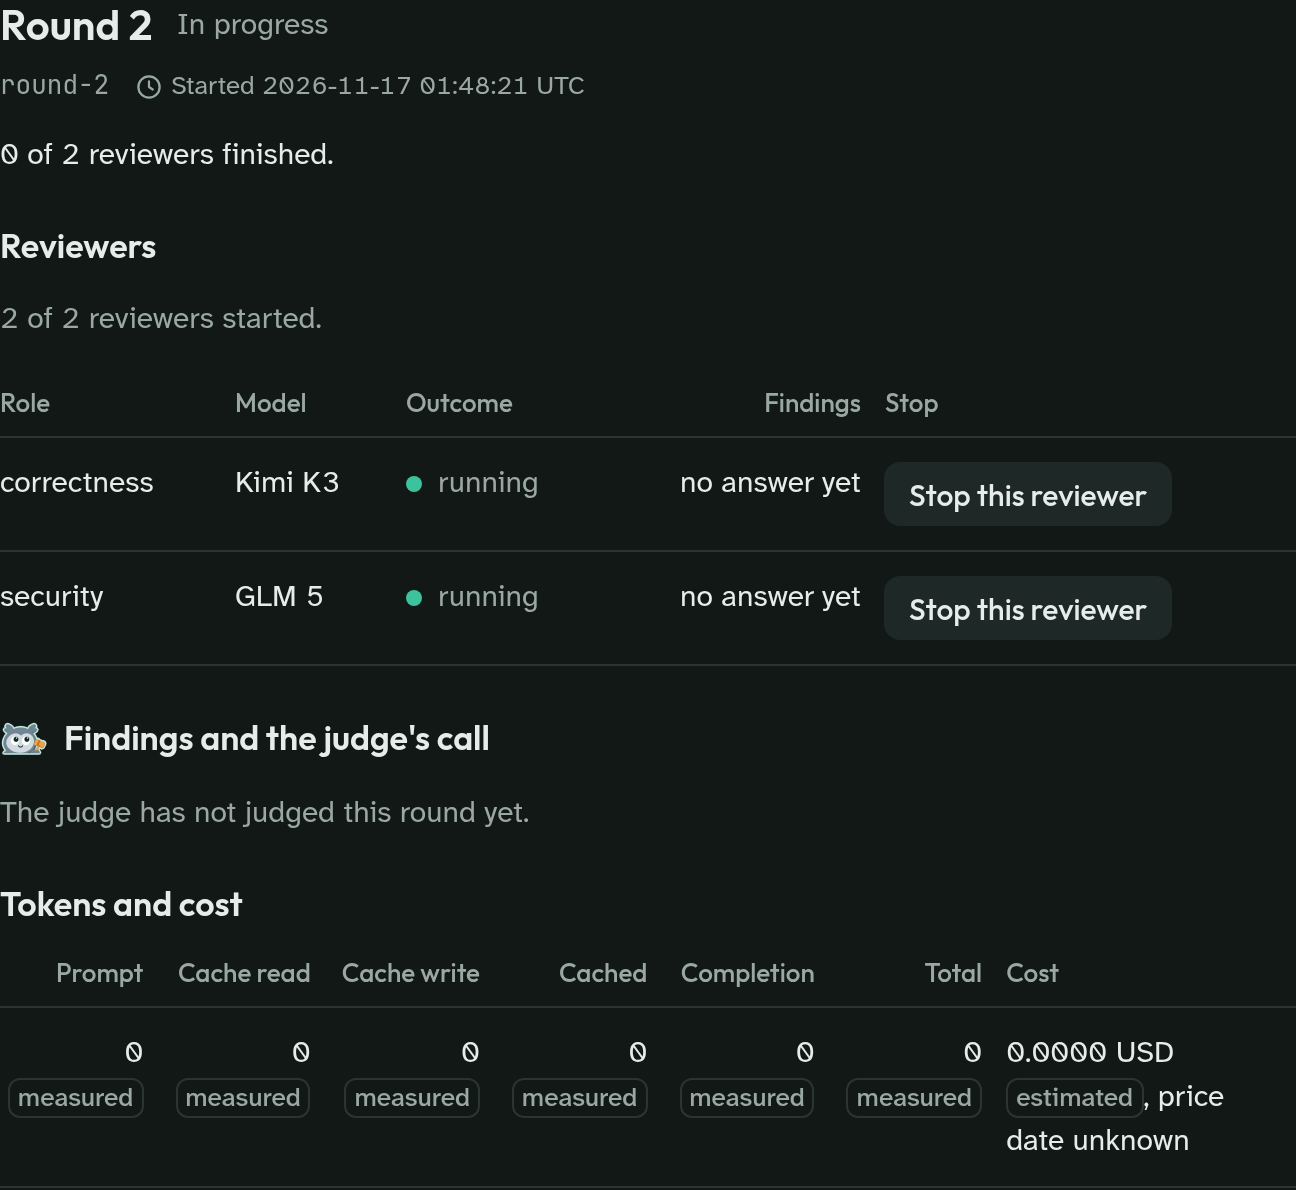 Round 2 In progress
round-2 Started 2026-11-17 01:48:21 UTC
0 of 2 reviewers finished.
Reviewers
2 of 2 reviewers started.
Role Model Outcome Findings Stop
correctness Kimi K3 running no answer yet Stop this reviewer
security GLM 5 running no answer yet Stop this reviewer
Findings and the judge's call
The judge has not judged this round yet.
Tokens and cost
Prompt Cache read Cache write Cached Completion Total Cost
0 0 0 0 0 0 0.0000 USD
measured measured measured measured measured measured estimated, price
date unknown